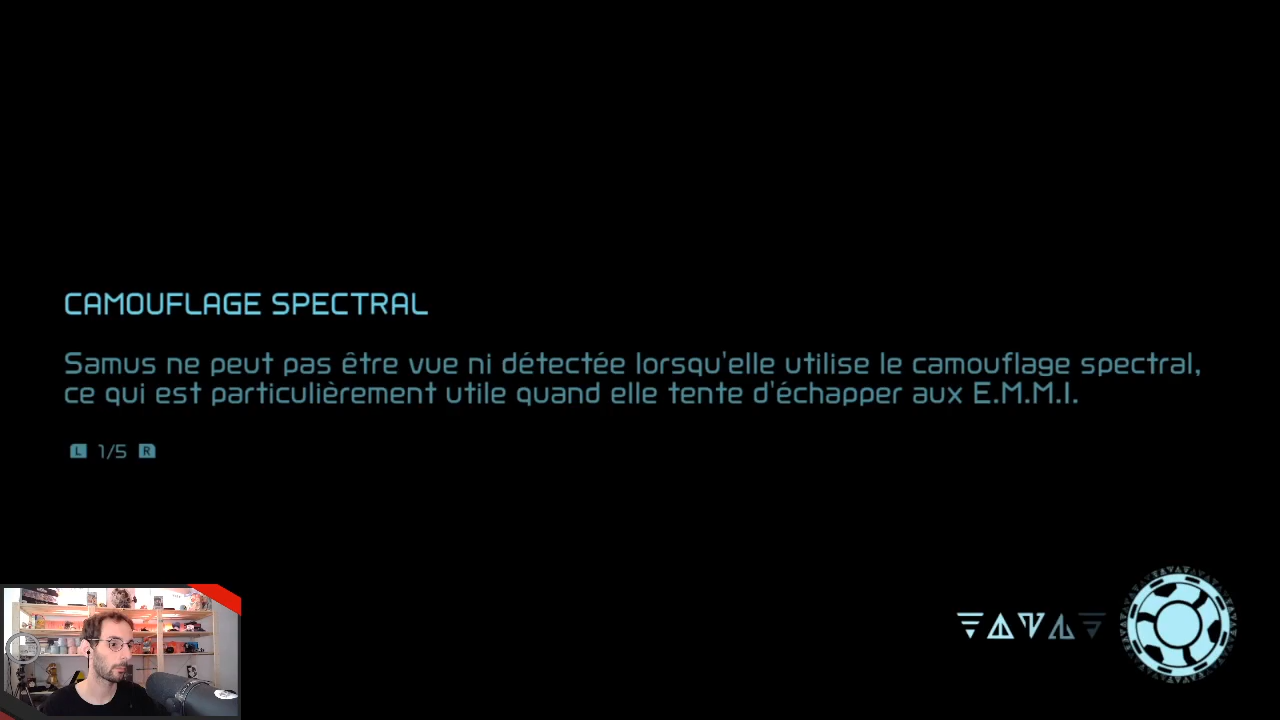 CAMOUFLAGE SPECTRAL
Samus ne peut pas être vue ni détectée lorsqu'elle utilise le camouflage spectral,
ce qui est particulièrement utile quand elle tente d'échapper aux E.M.M.I.
L 1/5 R